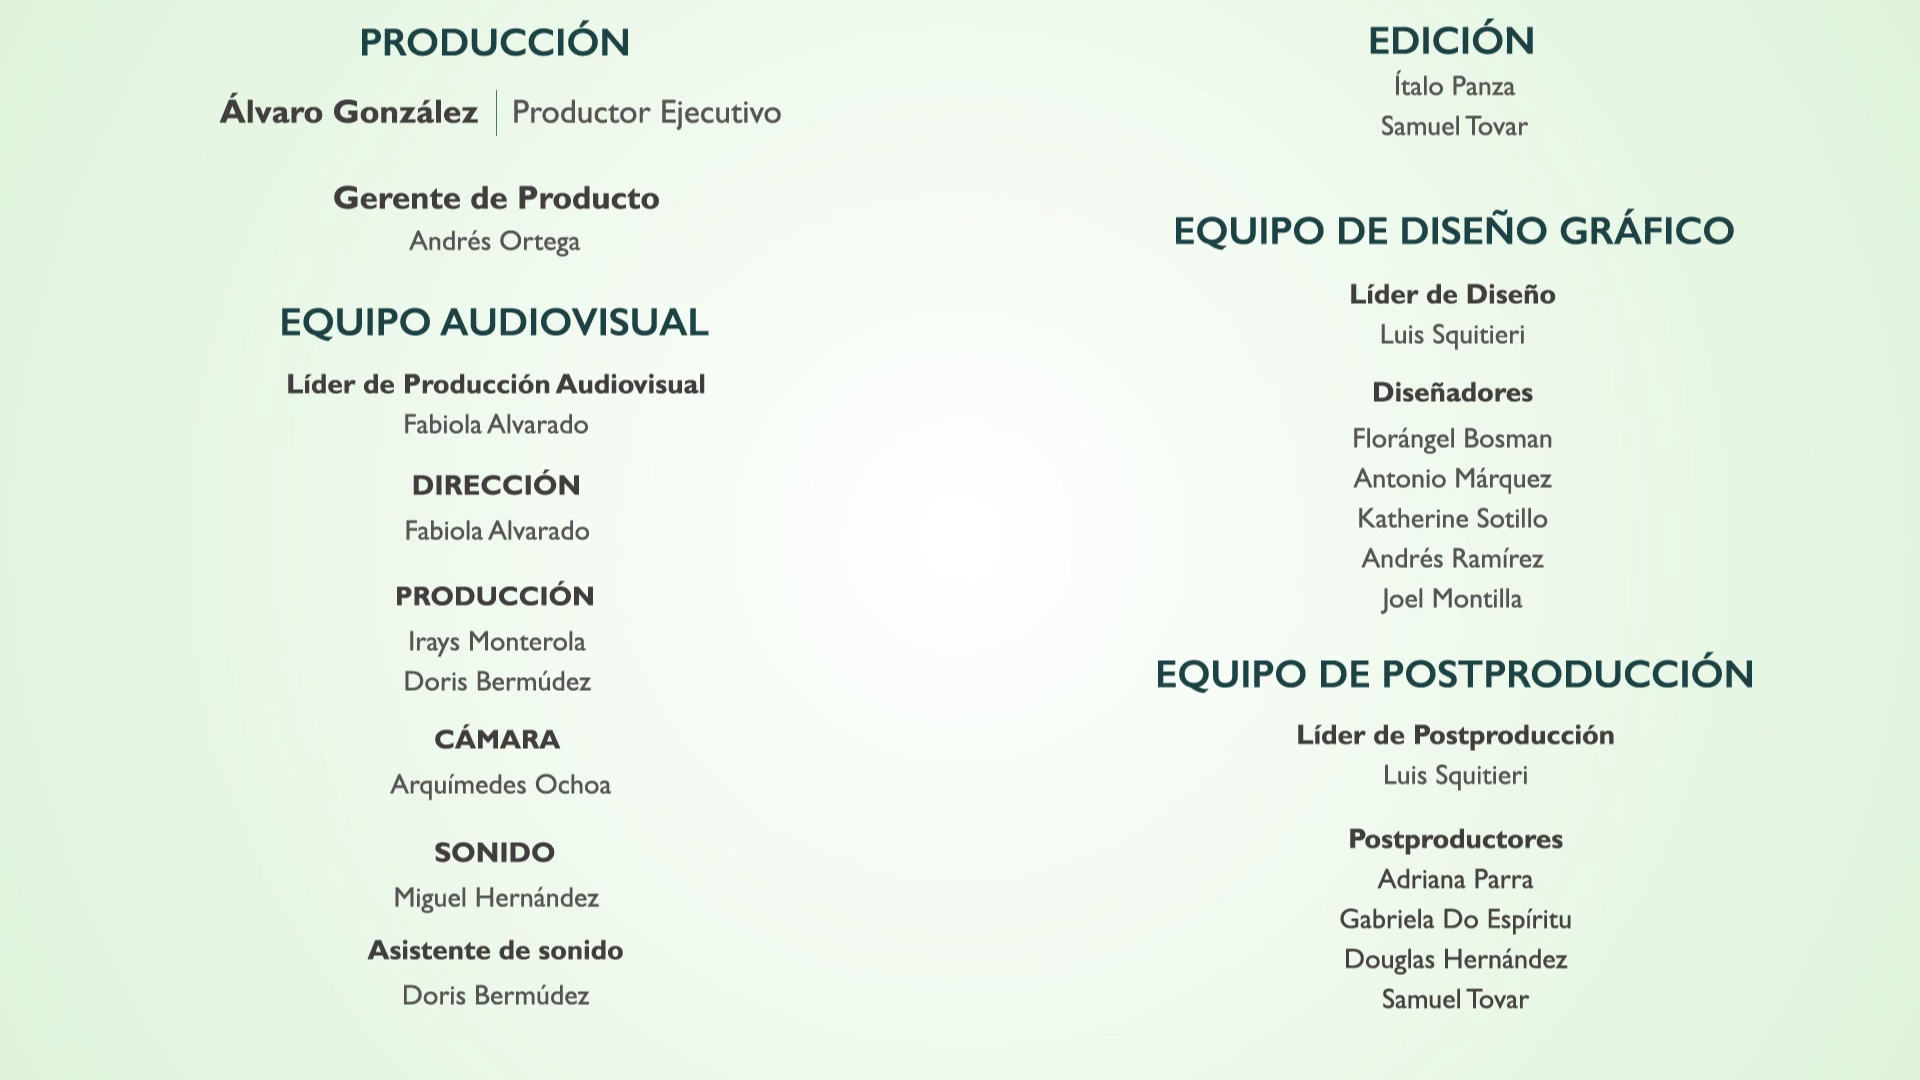 PRODUCCIÓN
Álvaro González | Productor Ejecutivo
Gerente de Producto
Andrés Ortega
EQUIPO AUDIOVISUAL
Líder de Producción Audiovisual
Fabiola Alvarado
DIRECCIÓN
Fabiola Alvarado
PRODUCCIÓN
Irays Monterola
Doris Bermúdez
CÁMARA
Arquímedes Ochoa
SONIDO
Miguel Hernández
Asistente de sonido
Doris Bermúdez
EDICIÓN
Ítalo Panza
Samuel Tovar
EQUIPO DE DISEÑO GRÁFICO
Líder de Diseño
Luis Squitieri
Diseñadores
Florángel Bosman
Antonio Márquez
Katherine Sotillo
Andrés Ramírez
Joel Montilla
EQUIPO DE POSTPRODUCCIÓN
Líder de Postproducción
Luis Squitieri
Postproductores
Adriana Parra
Gabriela Do Espíritu
Douglas Hernández
Samuel Tovar